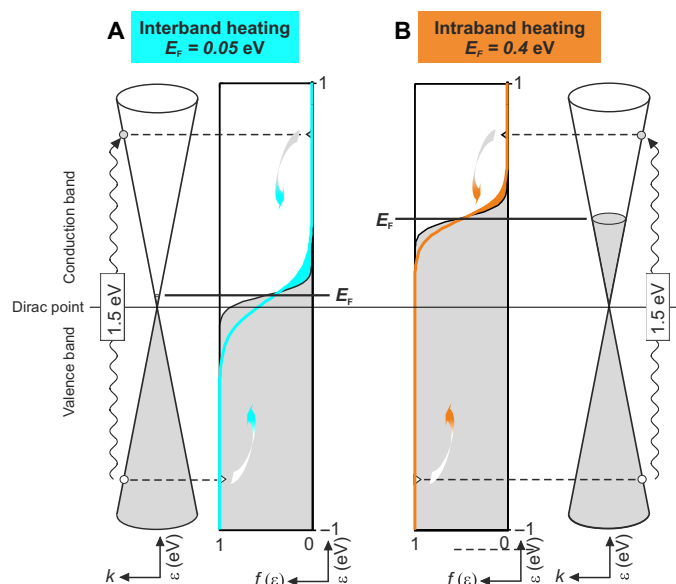 A
Interband heating
E_F = 0.05 eV
B
Intraband heating
E_F = 0.4 eV
1
1
Conduction band
E_F
E_F
Dirac point
1.5 eV
1.5 eV
Valence band
1
0
−1
1
0
−1
k
ε (eV)
f (ε)
ε (eV)
f (ε)
ε (eV)
k
ε (eV)